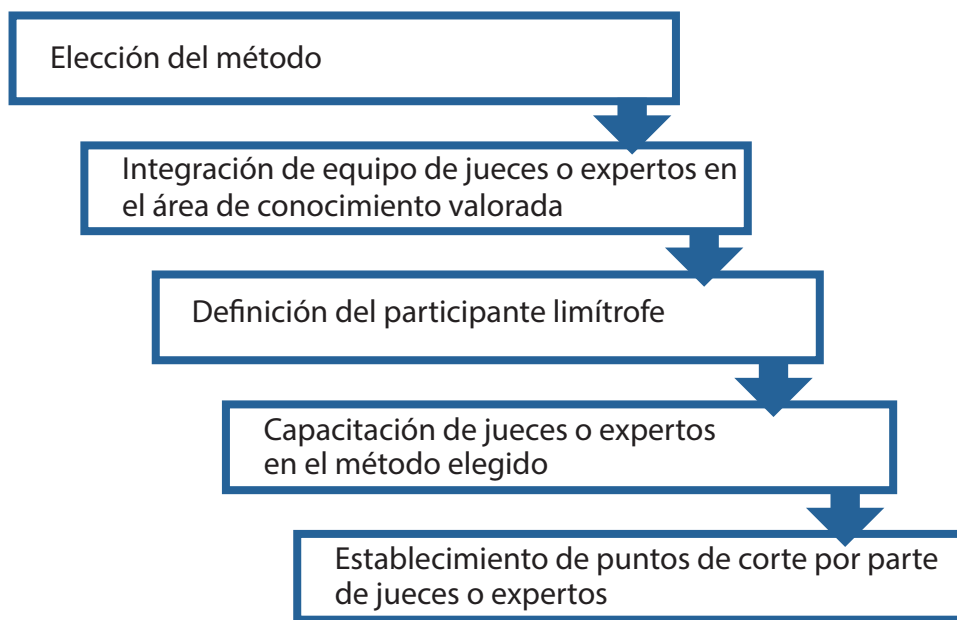 Elección del método
Integración de equipo de jueces o expertos en
el área de conocimiento valorada
Definición del participante limítrofe
Capacitación de jueces o expertos
en el método elegido
Establecimiento de puntos de corte por parte
de jueces o expertos